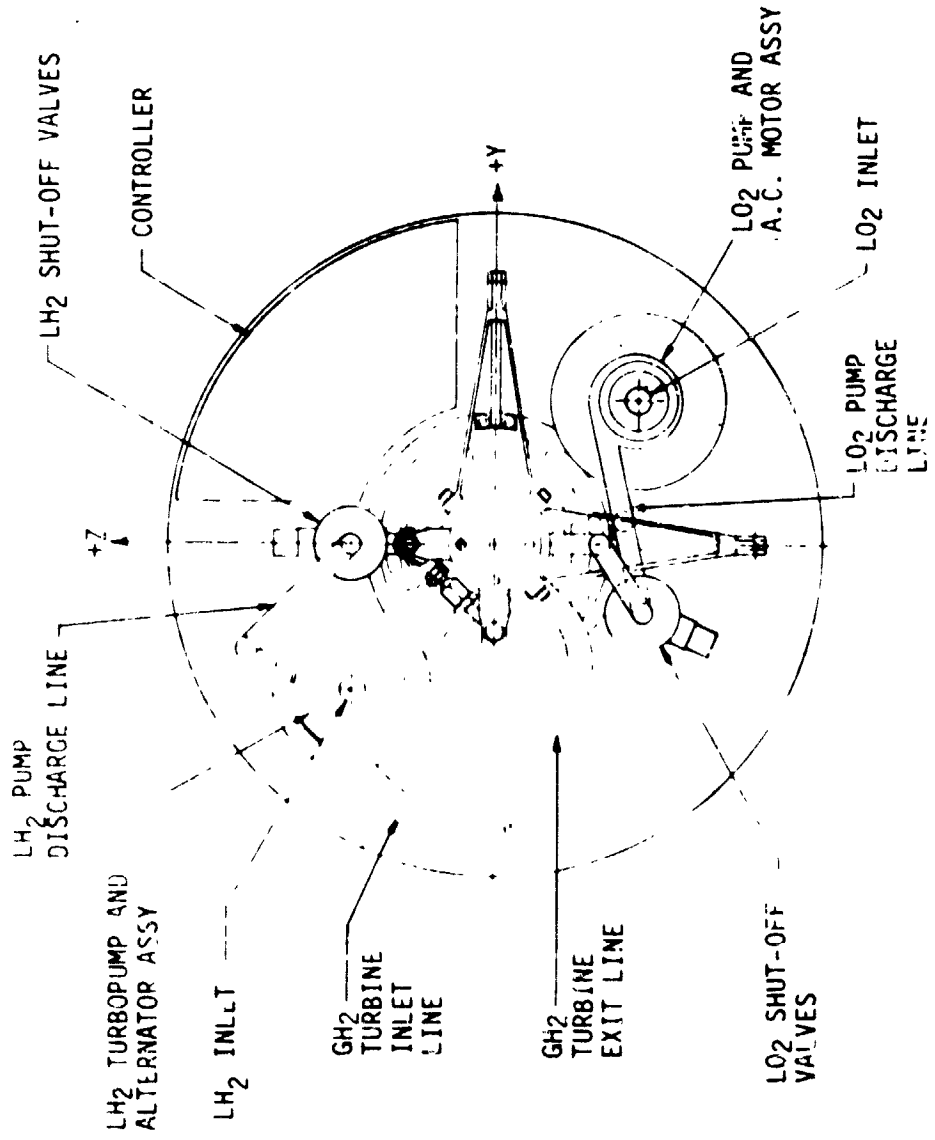 LH2 SHUT-OFF VALVES
CONTROLLER
+Z
+Y
LH2 PUMP
DISCHARGE LINE
LH2 TURBOPUMP AND
ALTERNATOR ASSY
LH2 INLET
GH2
TURBINE
INLET
LINE
GH2
TURBINE
EXIT LINE
LO2 SHUT-OFF
VALVES
LO2 PUMP
DISCHARGE
LINE
LO2 PUMP AND
A.C. MOTOR ASSY
LO2 INLET